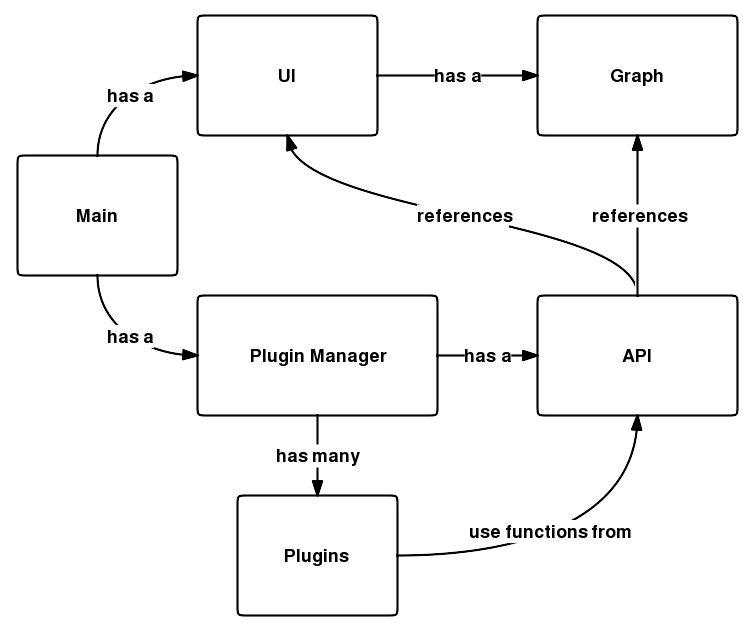 UI
has a
Graph
has a
Main
references
references
has a
Plugin Manager
has a
API
has many
use functions from
Plugins